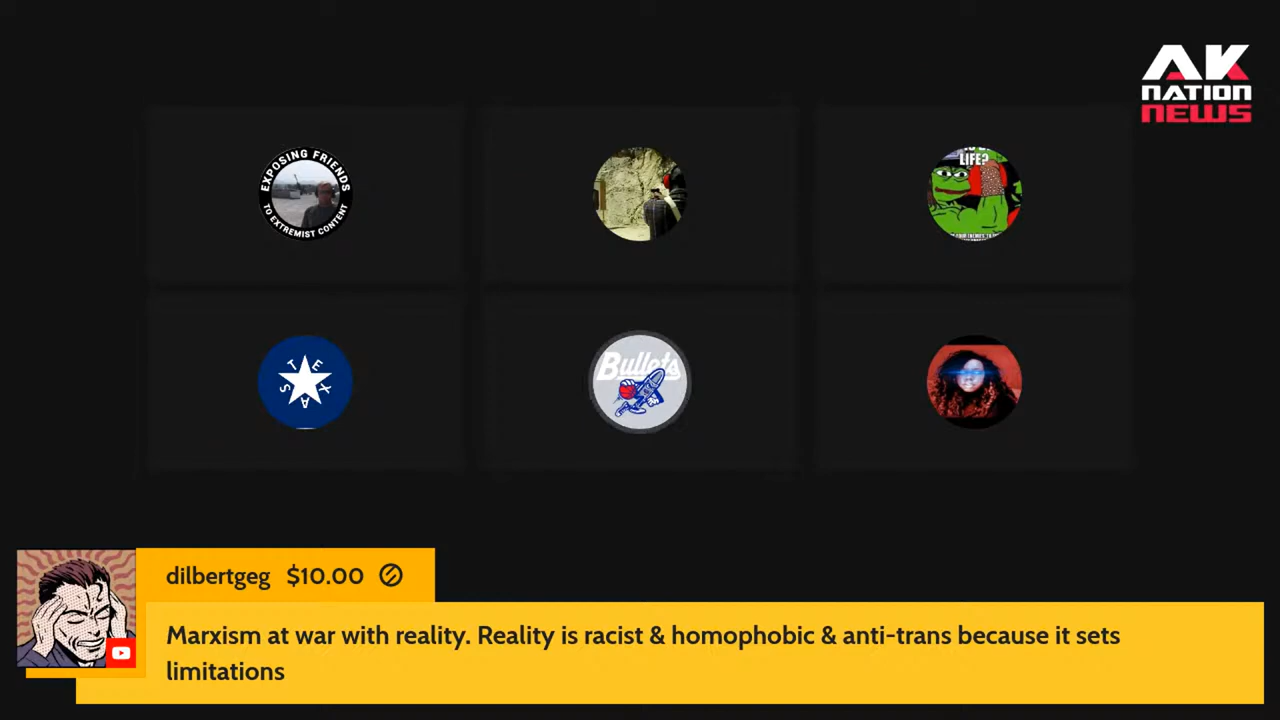 AK
NATION
NEWS
EXPOSING FRIENDS
TO EXTREMIST CONTENT
LIFE?
TEXAS
Bullets
dilbertgeg $10.00
Marxism at war with reality. Reality is racist & homophobic & anti-trans because it sets
limitations